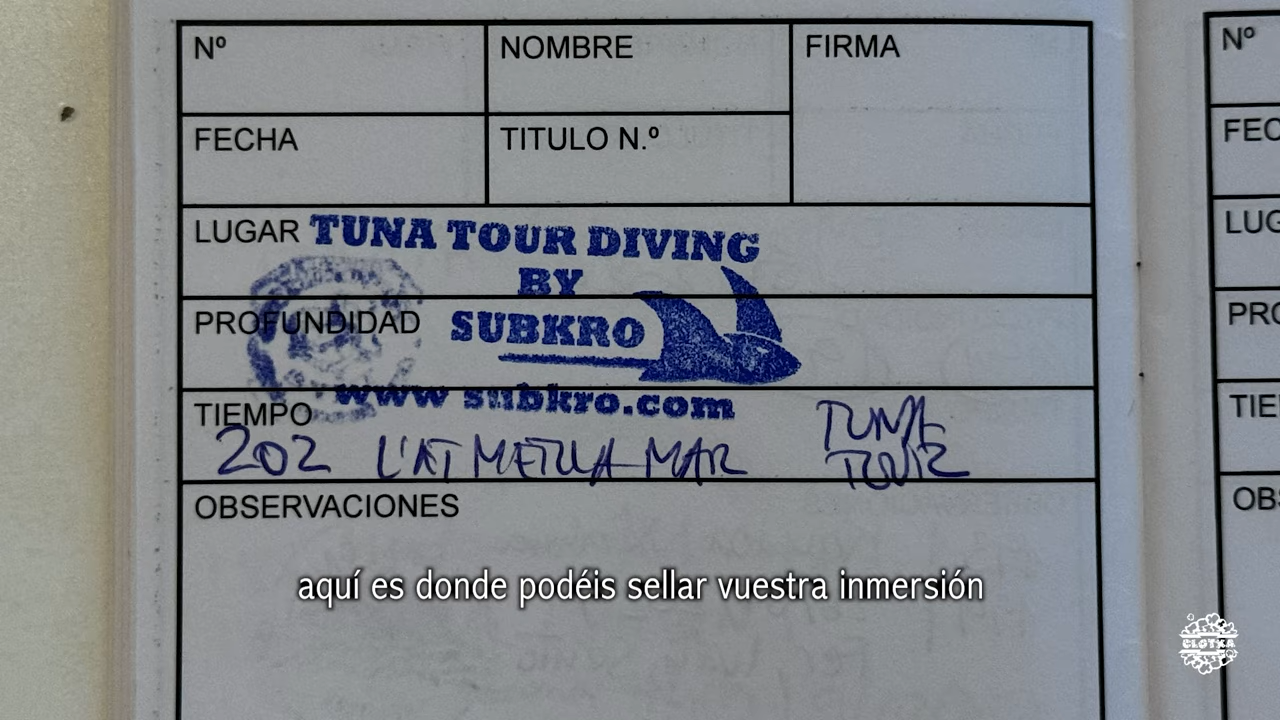 Nº
NOMBRE
FIRMA
Nº
FECHA
TITULO N.º
FEC
LUGAR
TUNA TOUR DIVING
BY
LUG
PROFUNDIDAD
SUBKRO
PRO
www subkro.com
TIEMPO
TIE
202
MAR
TUNA
TOUR
OBSERVACIONES
OBS
aquí es donde podéis sellar vuestra inmersión
CLOTXA